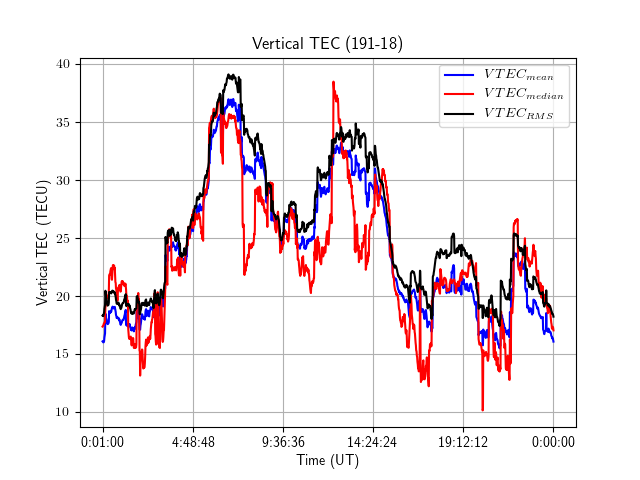 Vertical TEC (191-18)
40
35
30
25
20
15
10
Vertical TEC (TECU)
VTEC_mean
VTEC_median
VTEC_RMS
0:01:00 4:48:48 9:36:36 14:24:24 19:12:12 0:00:00
Time (UT)